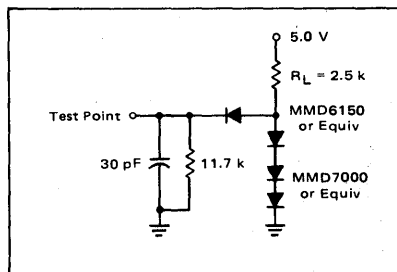 5.0 V
R_L = 2.5 k
Test Point
MMD6150
or Equiv
30 pF
11.7 k
MMD7000
or Equiv